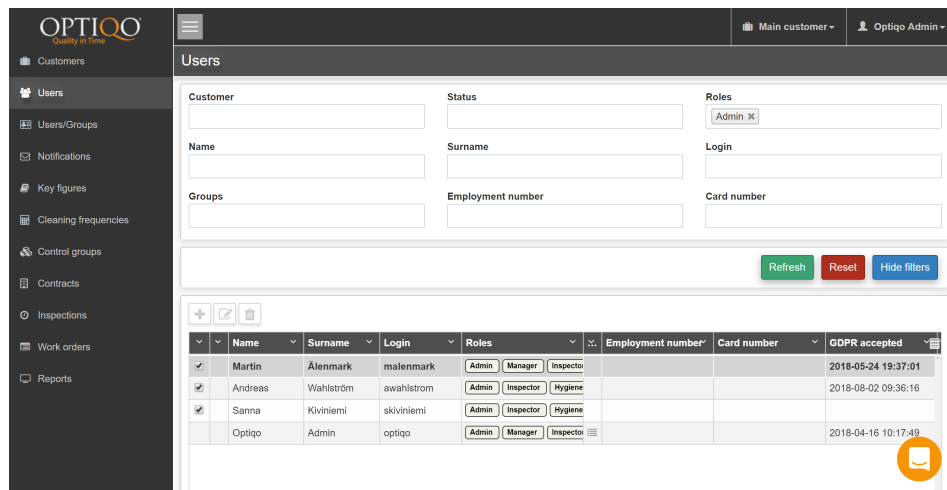 OPTIQO
Quality in Time
Main customer
Optiqo Admin
Customers
Users
Users/Groups
Notifications
Key figures
Cleaning frequencies
Control groups
Contracts
Inspections
Work orders
Reports
Users
Customer Status Roles
Admin
Name Surname Login
Groups Employment number Card number
Refresh Reset Hide filters
Name Surname Login Roles Employment number Card number GDPR accepted
Martin Älenmark malenmark Admin Manager Inspector 2018-05-24 19:37:01
Andreas Wahlström awahlstrom Admin Inspector Hygiene 2018-08-02 09:36:16
Sanna Kiviniemi skiviniemi Admin Inspector Hygiene
Optiqo Admin optiqo Admin Manager Inspector 2018-04-16 10:17:49